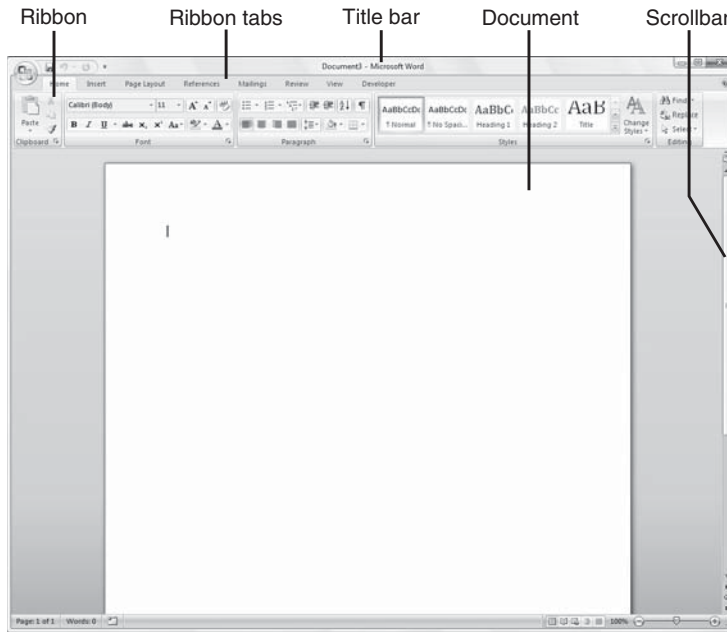 Ribbon Ribbon tabs Title bar Document Scrollbar
Document3 - Microsoft Word
Home Insert Page Layout References Mailings Review View Developer
Calibri (Body) 11 A A AaBbCcDc AaBbCcDc AaBbC AaBbCc AaB A Find
Paste B I U abc x, x' Aa A ¶ Normal ¶ No Spaci... Heading 1 Heading 2 Title Change Styles Replace
Select
Clipboard Font Paragraph Styles Editing
Page: 1 of 1 Words: 0 100%